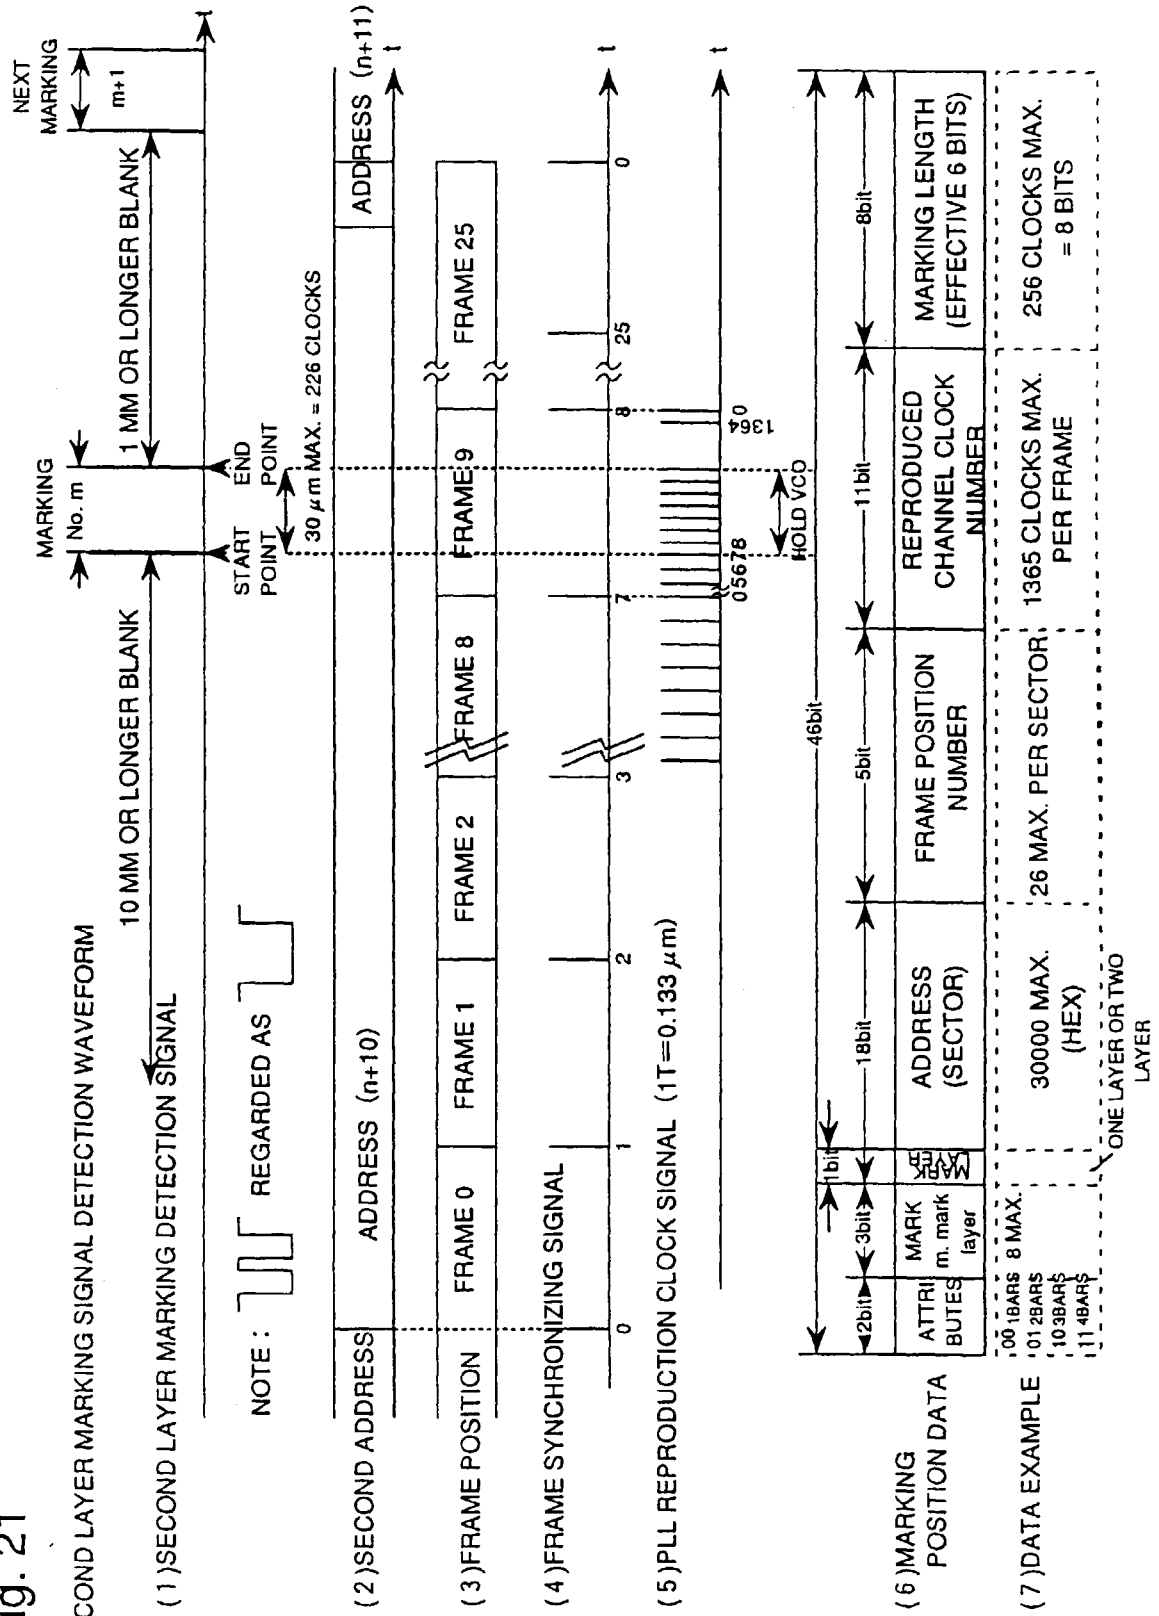 ig. 21
COND LAYER MARKING SIGNAL DETECTION WAVEFORM
NEXT
MARKING
m+1
MARKING
No. m
10 MM OR LONGER BLANK
1 MM OR LONGER BLANK
t
(1)SECOND LAYER MARKING DETECTION SIGNAL
START
POINT
END
POINT
NOTE : REGARDED AS
30 μm MAX. = 226 CLOCKS
(2)SECOND ADDRESS
ADDRESS (n+10)
ADDRESS (n+11)
t
(3)FRAME POSITION
FRAME 0
FRAME 1
FRAME 2
FRAME 8
FRAME 9
FRAME 25
(4)FRAME SYNCHRONIZING SIGNAL
t
0 1 2 3 7 8 25 0
(5)PLL REPRODUCTION CLOCK SIGNAL (1T=0.133 μm)
t
05678
1364
0
HOLD VCO
46bit
2bit
3bit
1bit
18bit
5bit
11bit
8bit
(6)MARKING
POSITION DATA
ATTRI
BUTES
MARK
m. mark
layer
MARK
LAYER
ADDRESS
(SECTOR)
FRAME POSITION
NUMBER
REPRODUCED
CHANNEL CLOCK
NUMBER
MARKING LENGTH
(EFFECTIVE 6 BITS)
(7)DATA EXAMPLE
00 1BARS
01 2BARS
10 3BARS
11 4BARS
8 MAX.
30000 MAX.
(HEX)
26 MAX. PER SECTOR
1365 CLOCKS MAX.
PER FRAME
256 CLOCKS MAX.
= 8 BITS
ONE LAYER OR TWO
LAYER